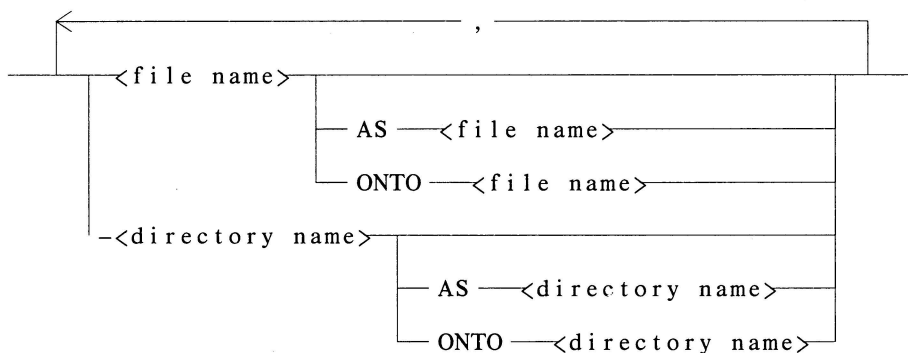 ,
<file name>
AS <file name>
ONTO <file name>
<directory name>
AS <directory name>
ONTO <directory name>